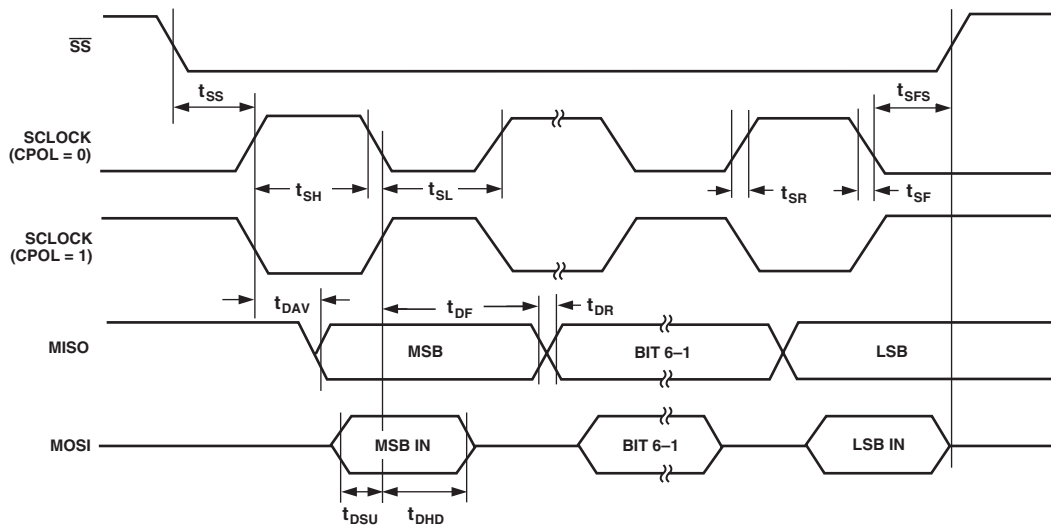 SS
tSS
tSFS
SCLOCK
(CPOL = 0)
tSH
tSL
tSR
tSF
SCLOCK
(CPOL = 1)
tDAV
tDF
tDR
MISO
MSB
BIT 6–1
LSB
MOSI
MSB IN
BIT 6–1
LSB IN
tDSU
tDHD